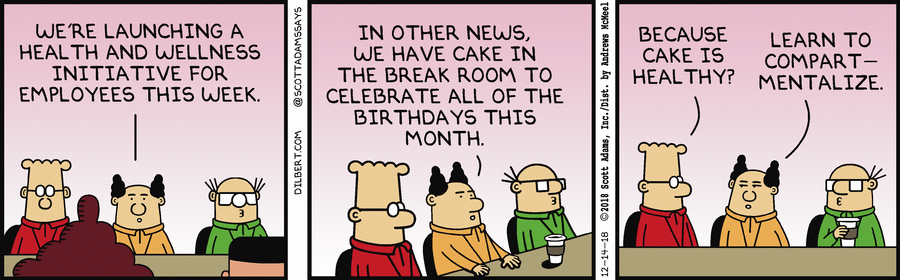 WE'RE LAUNCHING A
HEALTH AND WELLNESS
INITIATIVE FOR
EMPLOYEES THIS WEEK.
DILBERT.COM @SCOTTADAMSSAYS
IN OTHER NEWS,
WE HAVE CAKE IN
THE BREAK ROOM TO
CELEBRATE ALL OF THE
BIRTHDAYS THIS
MONTH.
12-14-18 ©2018 Scott Adams, Inc./Dist. by Andrews McMeel
BECAUSE
CAKE IS
HEALTHY?
LEARN TO
COMPART-
MENTALIZE.